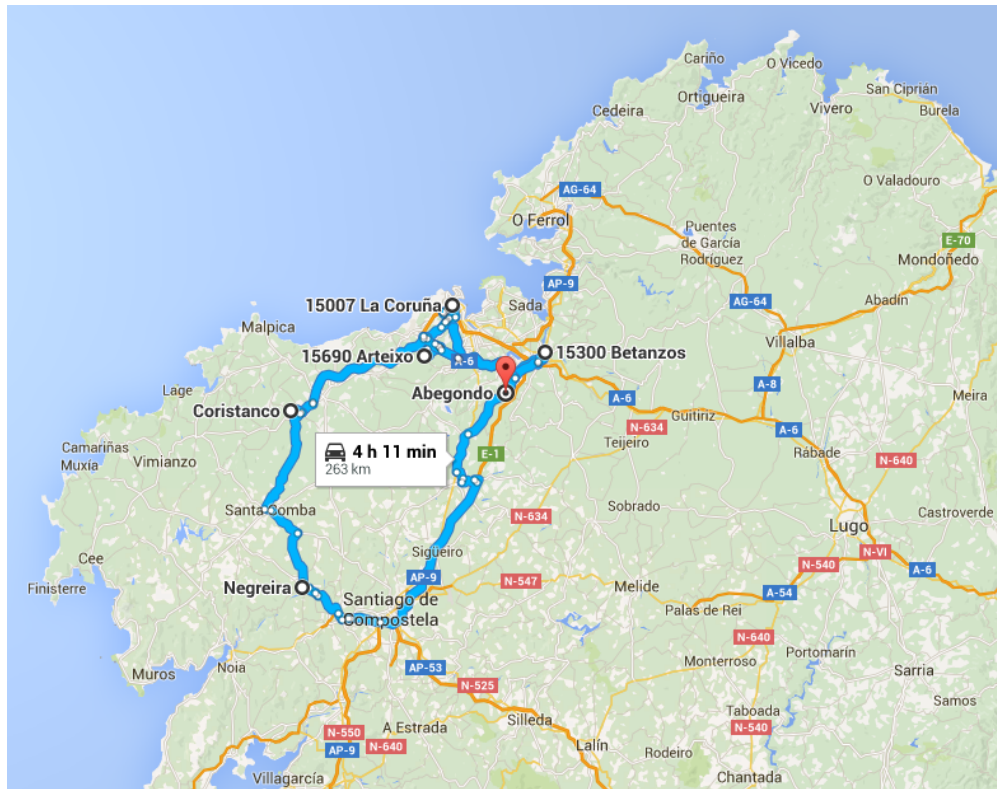 Cariño
O Vicedo
Ortigueira
San Ciprián
Cedeira
Vivero
Burela
AG-64
O Valadouro
O Ferrol
Puentes
de García
Rodríguez
E-70
Mondoñedo
AP-9
15007 La Coruña
Sada
AG-64
Abadín
Malpica
Villalba
15690 Arteixo
A-6
15300 Betanzos
Lage
Abegondo
A-6
A-8
Meira
Coristanco
Guitiriz
A-6
N-634
Camariñas
Muxía
Vimianzo
4 h 11 min
263 km
E-1
Teijeiro
Rábade
N-640
Santa Comba
N-634
Sobrado
Castroverde
Lugo
Cee
Sigüeiro
N-VI
Finisterre
Negreira
AP-9
N-547
Melide
N-540
A-6
Santiago de
Compostela
Palas de Rei
A-54
N-640
Portomarín
Muros
Noia
AP-53
Monterroso
Sarria
N-525
Samos
A Estrada
Silleda
Taboada
N-550
N-540
AP-9
N-640
Lalín
Rodeiro
Villagarcía
Chantada